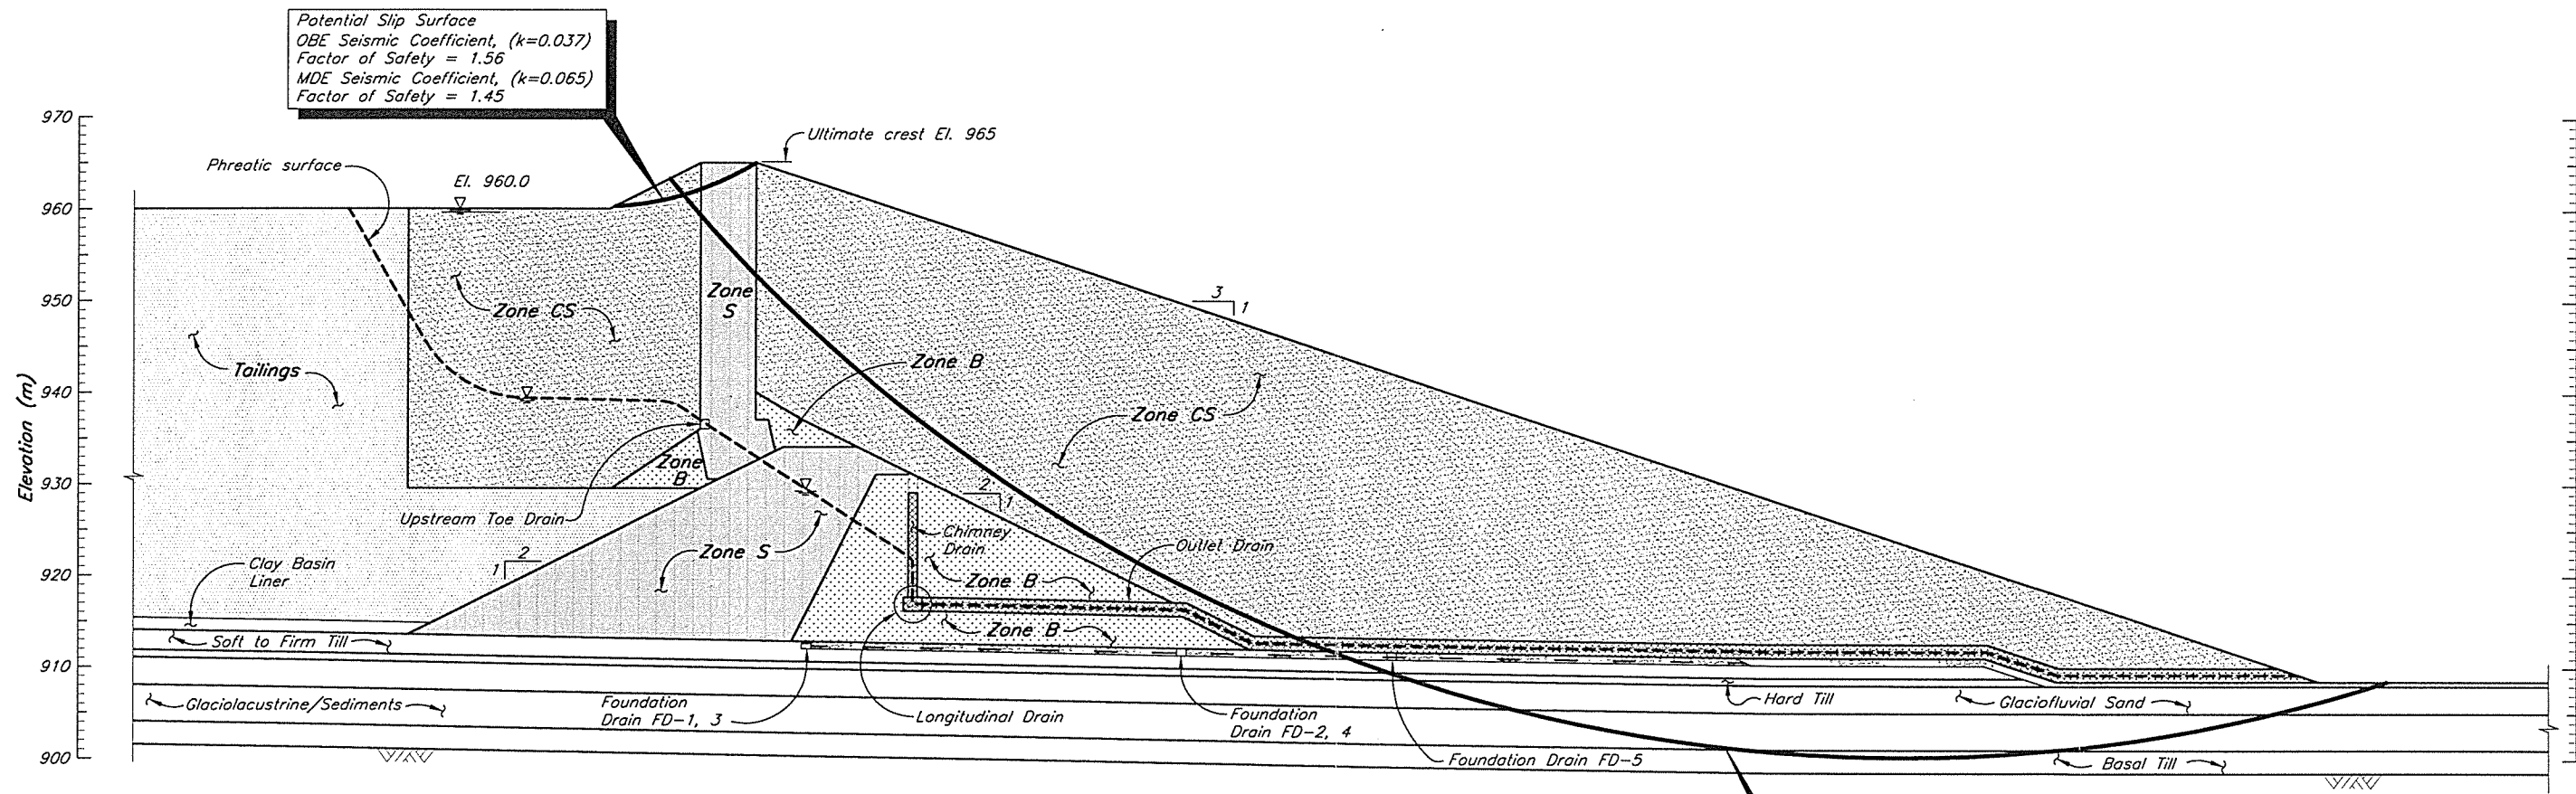 Potential Slip Surface
OBE Seismic Coefficient, (k=0.037)
Factor of Safety = 1.56
MDE Seismic Coefficient, (k=0.065)
Factor of Safety = 1.45
970
Ultimate crest El. 965
Phreatic surface
El. 960.0
960
3
1
950
Zone
S
Zone CS
Zone B
Tailings
940
Elevation (m)
Zone CS
Zone
B
930
2
1
Upstream Toe Drain
Chimney
Drain
Outlet Drain
Zone S
2
1
Clay Basin
Liner
920
Zone B
Zone B
Soft to Firm Till
910
Hard Till
Glaciofluvial Sand
Glaciolacustrine/Sediments
Foundation
Drain FD-1, 3
Longitudinal Drain
Foundation
Drain FD-2, 4
900
Foundation Drain FD-5
Basal Till